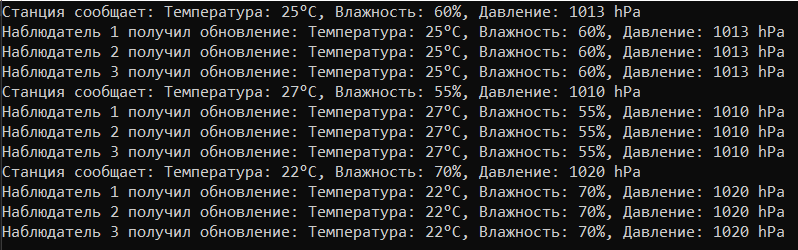 Станция сообщает: Температура: 25°C, Влажность: 60%, Давление: 1013 hPa
Наблюдатель 1 получил обновление: Температура: 25°C, Влажность: 60%, Давление: 1013 hPa
Наблюдатель 2 получил обновление: Температура: 25°C, Влажность: 60%, Давление: 1013 hPa
Наблюдатель 3 получил обновление: Температура: 25°C, Влажность: 60%, Давление: 1013 hPa
Станция сообщает: Температура: 27°C, Влажность: 55%, Давление: 1010 hPa
Наблюдатель 1 получил обновление: Температура: 27°C, Влажность: 55%, Давление: 1010 hPa
Наблюдатель 2 получил обновление: Температура: 27°C, Влажность: 55%, Давление: 1010 hPa
Наблюдатель 3 получил обновление: Температура: 27°C, Влажность: 55%, Давление: 1010 hPa
Станция сообщает: Температура: 22°C, Влажность: 70%, Давление: 1020 hPa
Наблюдатель 1 получил обновление: Температура: 22°C, Влажность: 70%, Давление: 1020 hPa
Наблюдатель 2 получил обновление: Температура: 22°C, Влажность: 70%, Давление: 1020 hPa
Наблюдатель 3 получил обновление: Температура: 22°C, Влажность: 70%, Давление: 1020 hPa